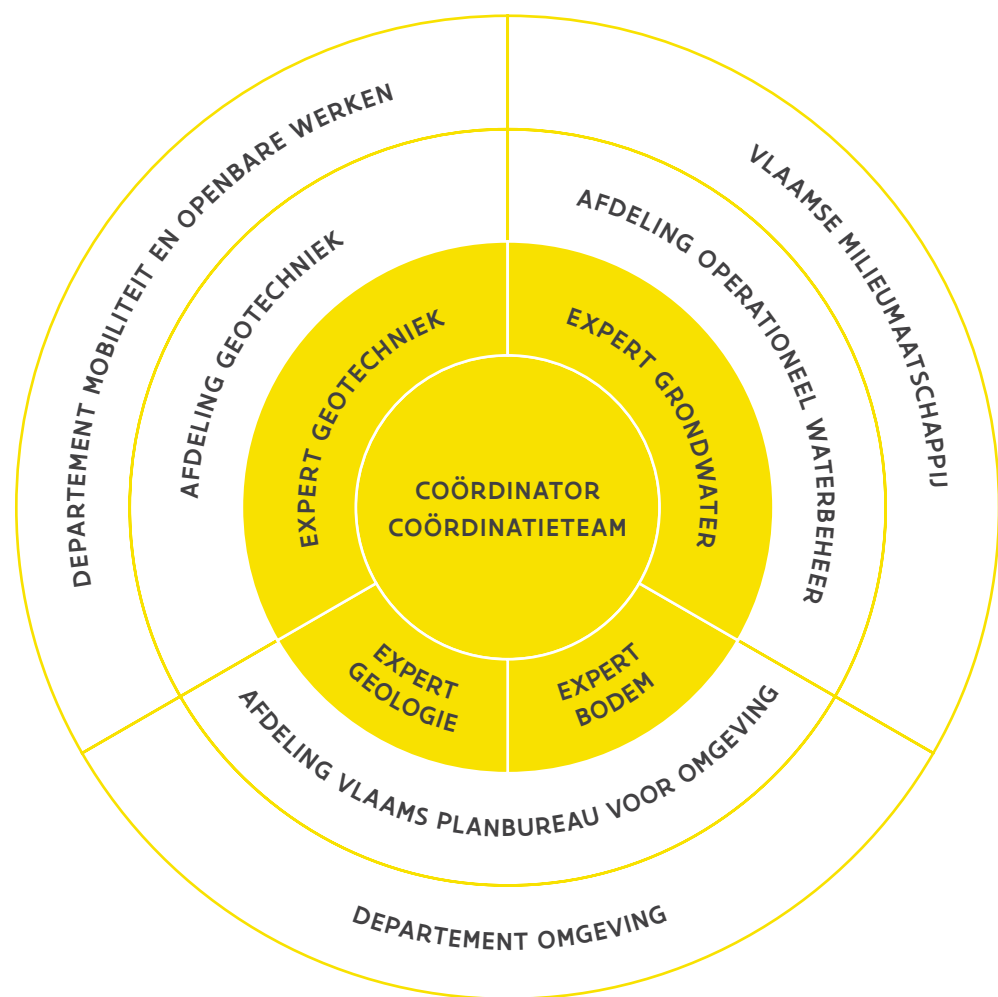 DEPARTEMENT MOBILITEIT EN OPENBARE WERKEN
VLAAMSE MILIEUMAATSCHAPPIJ
AFDELING GEOTECHNIEK
AFDELING OPERATIONEEL WATERBEHEER
EXPERT GEOTECHNIEK
EXPERT GRONDWATER
COÖRDINATOR
COÖRDINATIETEAM
EXPERT
GEOLOGIE
EXPERT
BODEM
AFDELING VLAAMS PLANBUREAU VOOR OMGEVING
DEPARTEMENT OMGEVING